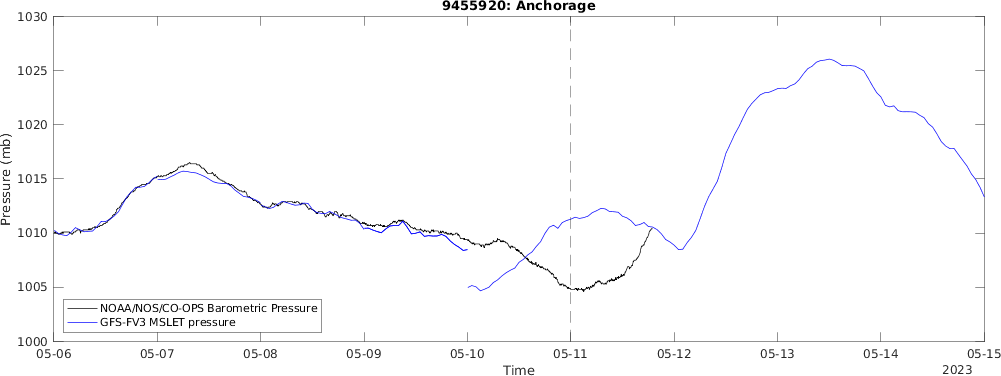 9455920: Anchorage
1030
1025
1020
1015
1010
1005
1000
Pressure (mb)
NOAA/NOS/CO-OPS Barometric Pressure
GFS-FV3 MSLET pressure
05-06 05-07 05-08 05-09 05-10 05-11 05-12 05-13 05-14 05-15
Time
2023